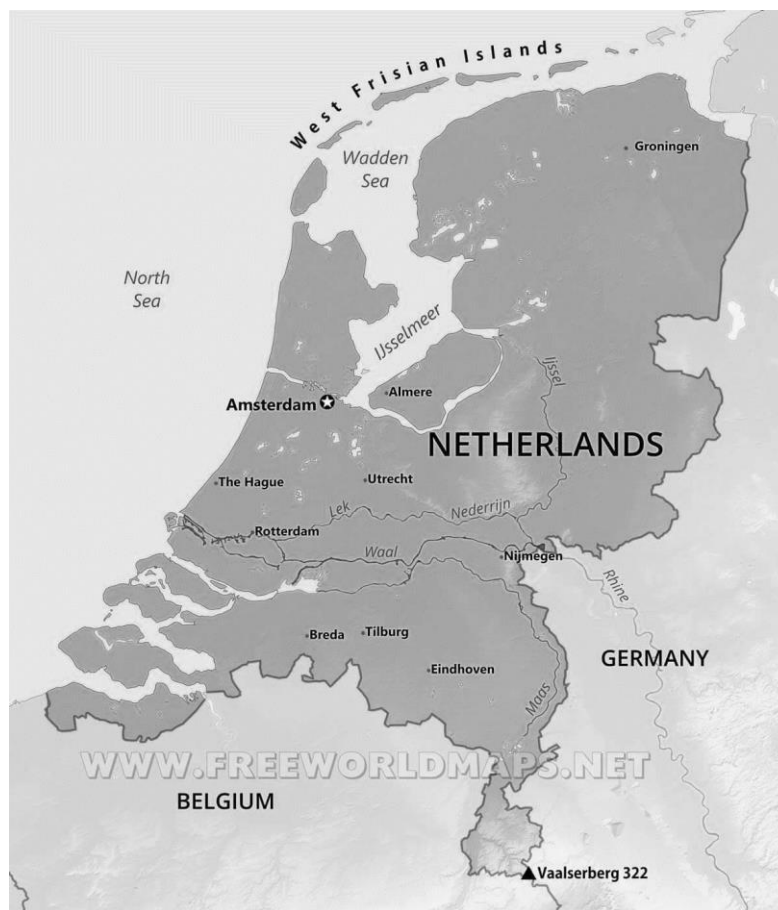 West Frisian Islands
Groningen
Wadden
Sea
North
Sea
IJsselmeer
Ijssel
Almere
Amsterdam
NETHERLANDS
The Hague
Utrecht
Lek
Nederrijn
Rotterdam
Waal
Nijmegen
Rhine
Breda
Tilburg
GERMANY
Eindhoven
Maas
WWW.FREEWORLDMAPS.NET
BELGIUM
Vaalserberg 322